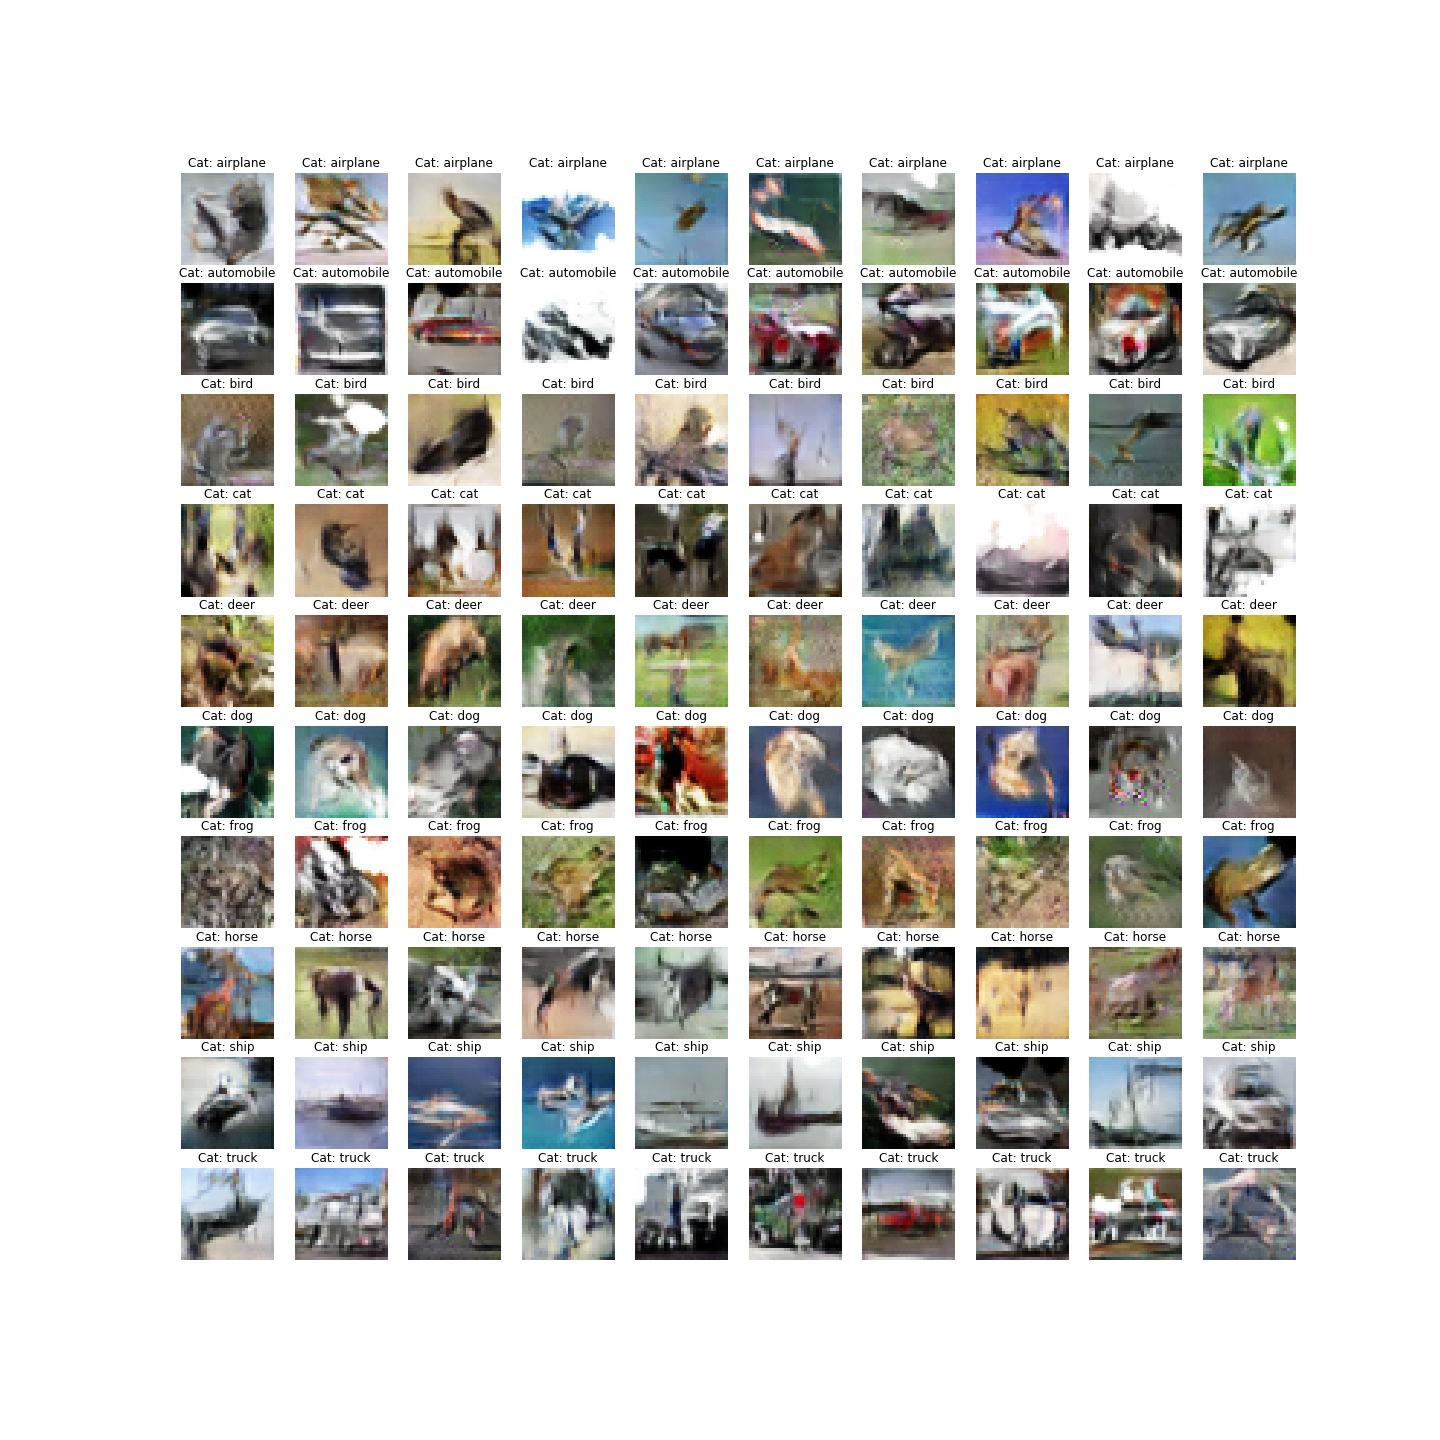 Cat: airplane Cat: airplane Cat: airplane Cat: airplane Cat: airplane Cat: airplane Cat: airplane Cat: airplane Cat: airplane Cat: airplane
Cat: automobile Cat: automobile Cat: automobile Cat: automobile Cat: automobile Cat: automobile Cat: automobile Cat: automobile Cat: automobile Cat: automobile
Cat: bird Cat: bird Cat: bird Cat: bird Cat: bird Cat: bird Cat: bird Cat: bird Cat: bird Cat: bird
Cat: cat Cat: cat Cat: cat Cat: cat Cat: cat Cat: cat Cat: cat Cat: cat Cat: cat Cat: cat
Cat: deer Cat: deer Cat: deer Cat: deer Cat: deer Cat: deer Cat: deer Cat: deer Cat: deer Cat: deer
Cat: dog Cat: dog Cat: dog Cat: dog Cat: dog Cat: dog Cat: dog Cat: dog Cat: dog Cat: dog
Cat: frog Cat: frog Cat: frog Cat: frog Cat: frog Cat: frog Cat: frog Cat: frog Cat: frog Cat: frog
Cat: horse Cat: horse Cat: horse Cat: horse Cat: horse Cat: horse Cat: horse Cat: horse Cat: horse Cat: horse
Cat: ship Cat: ship Cat: ship Cat: ship Cat: ship Cat: ship Cat: ship Cat: ship Cat: ship Cat: ship
Cat: truck Cat: truck Cat: truck Cat: truck Cat: truck Cat: truck Cat: truck Cat: truck Cat: truck Cat: truck